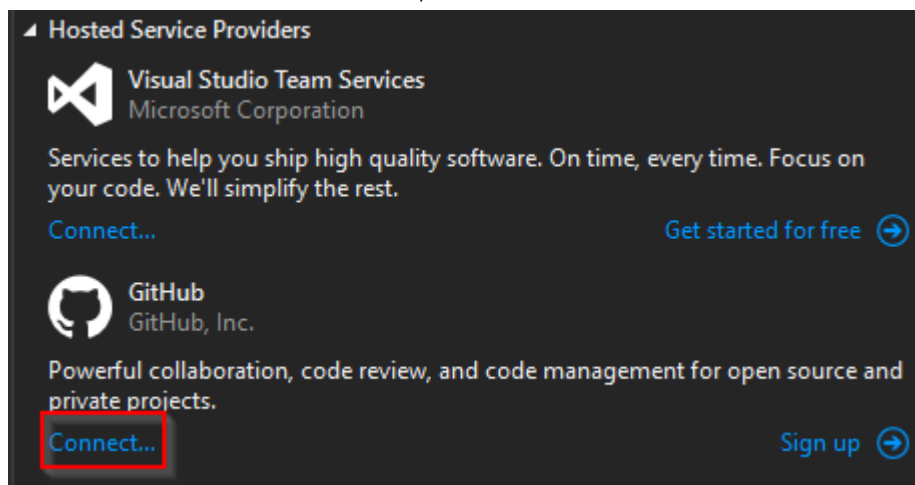 Hosted Service Providers
Visual Studio Team Services
Microsoft Corporation
Services to help you ship high quality software. On time, every time. Focus on
your code. We'll simplify the rest.
Connect... Get started for free
GitHub
GitHub, Inc.
Powerful collaboration, code review, and code management for open source and
private projects.
Connect... Sign up